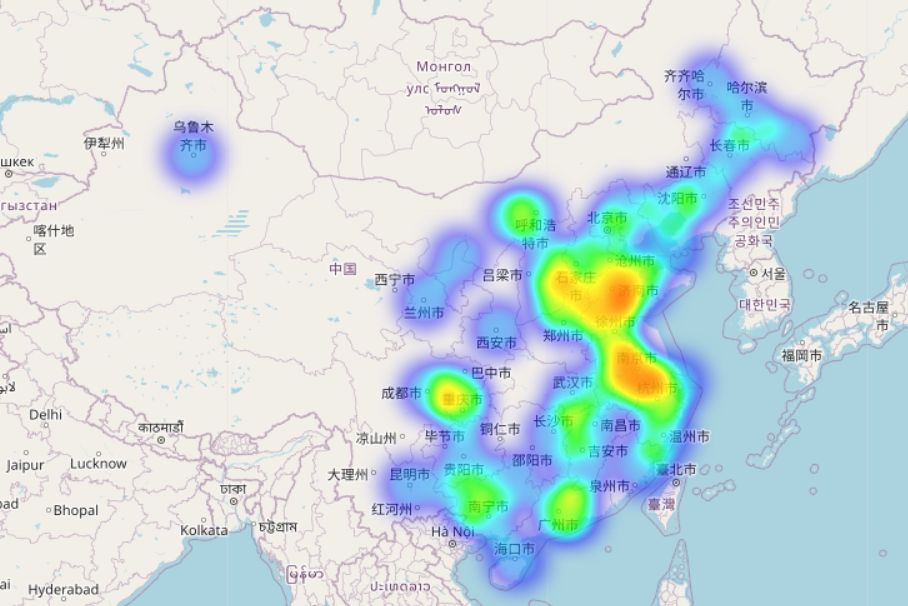 齐齐哈
尔市
哈尔滨
市
Монгол
улс
乌鲁木
齐市
伊犁州
长春市
шкек
通辽市
гызстан
沈阳市
조선민주
주의인민
공화국
北京市
呼和浩
特市
喀什地
区
沧州市
中国
西宁市
吕梁市
石家庄
市
서울
济南市
대한민국
兰州市
名古屋
市
徐州市
郑州市
西安市
福岡市
南京市
巴中市
武汉市
杭州市
成都市
重庆市
Delhi
काठमाडौं
长沙市
南昌市
铜仁市
凉山州
毕节市
温州市
吉安市
Jaipur
Lucknow
邵阳市
贵阳市
臺北市
大理州
昆明市
泉州市
ঢাকা
臺灣
Bhopal
南宁市
红河州
广州市
Kolkata
চট্টগ্রাম
Hà Nội
海口市
မြန်မာ
ai
Hyderabad
ປະເທດລາວ